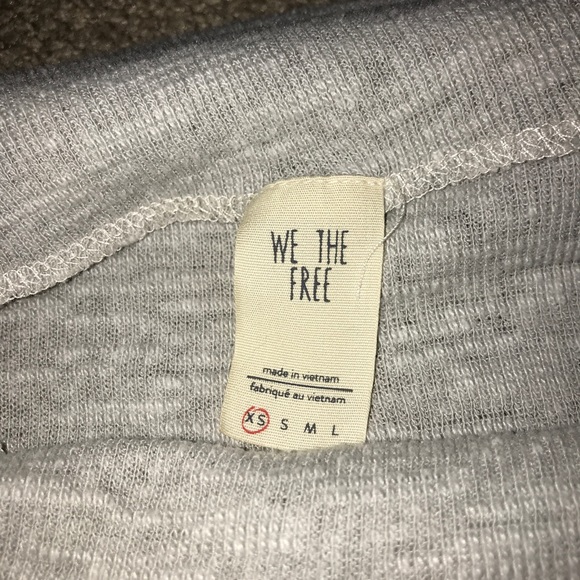 WE THE
FREE
made in vietnam
fabriqué au vietnam
XS S M L